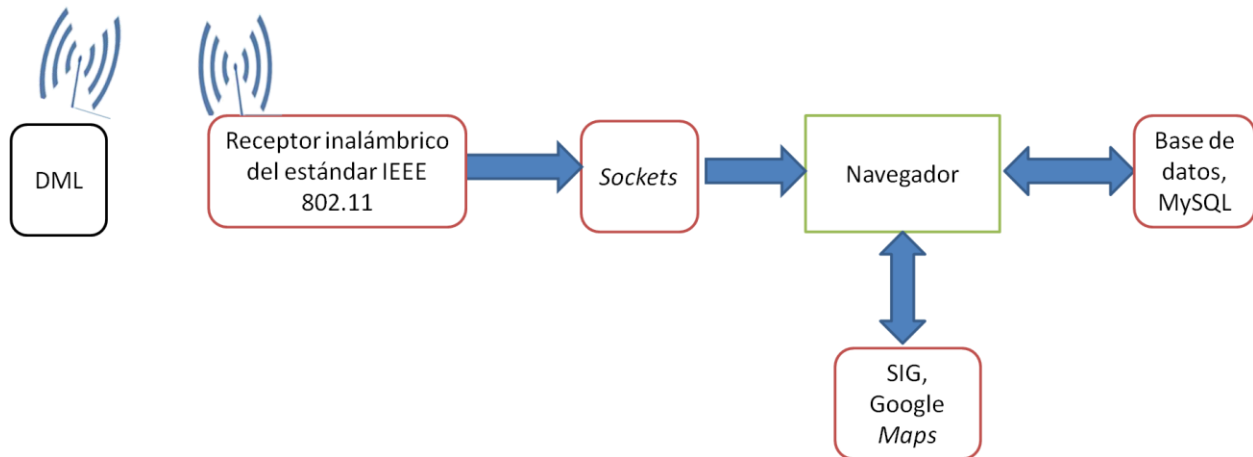 DML
Receptor inalámbrico
del estándar IEEE
802.11
Sockets
Navegador
Base de
datos,
MySQL
SIG,
Google
Maps